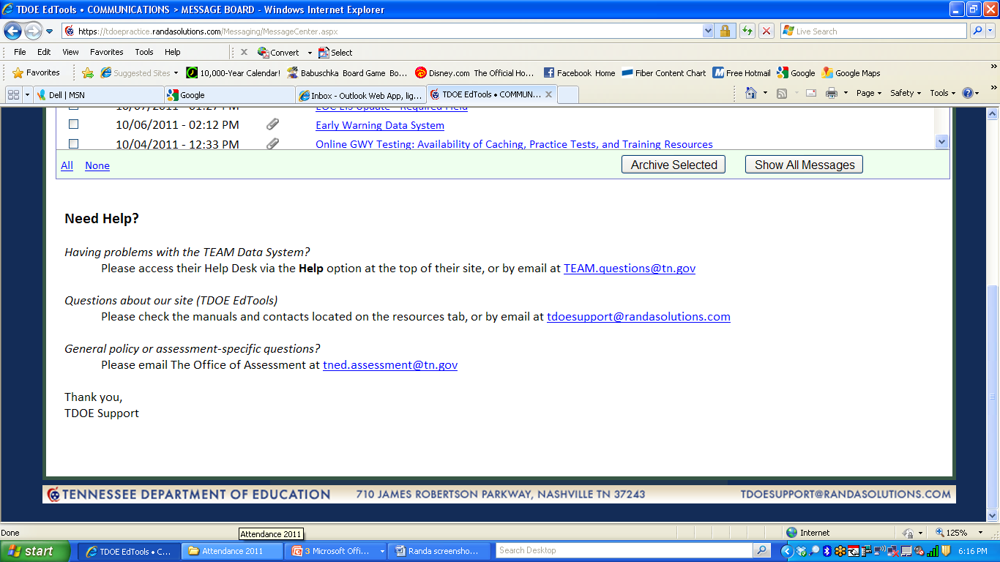 TDOE EdTools • COMMUNICATIONS > MESSAGE BOARD - Windows Internet Explorer
https://tdoepractice.randasolutions.com/Messaging/MessageCenter.aspx
Live Search
File Edit View Favorites Tools Help
Convert Select
Favorites Suggested Sites 10,000-Year Calendar! Babuschka Board Game Bo... Disney.com The Official Ho... Facebook Home Fiber Content Chart Free Hotmail Google Google Maps
Dell | MSN Google Inbox - Outlook Web App, lig... TDOE EdTools • COMMUN...
Page Safety Tools
10/07/2011 - 01:27 PM EOC EIS Update - Required Field
10/06/2011 - 02:12 PM Early Warning Data System
10/04/2011 - 12:33 PM Online GWY Testing: Availability of Caching, Practice Tests, and Training Resources
All None Archive Selected Show All Messages
Need Help?
Having problems with the TEAM Data System?
Please access their Help Desk via the Help option at the top of their site, or by email at TEAM.questions@tn.gov
Questions about our site (TDOE EdTools)
Please check the manuals and contacts located on the resources tab, or by email at tdoesupport@randasolutions.com
General policy or assessment-specific questions?
Please email The Office of Assessment at tned.assessment@tn.gov
Thank you,
TDOE Support
TENNESSEE DEPARTMENT OF EDUCATION 710 JAMES ROBERTSON PARKWAY, NASHVILLE TN 37243 TDOESUPPORT@RANDASOLUTIONS.COM
Done Internet 125%
Attendance 2011
start TDOE EdTools • C... Attendance 2011 3 Microsoft Offi... Randa screensho... Search Desktop 6:16 PM